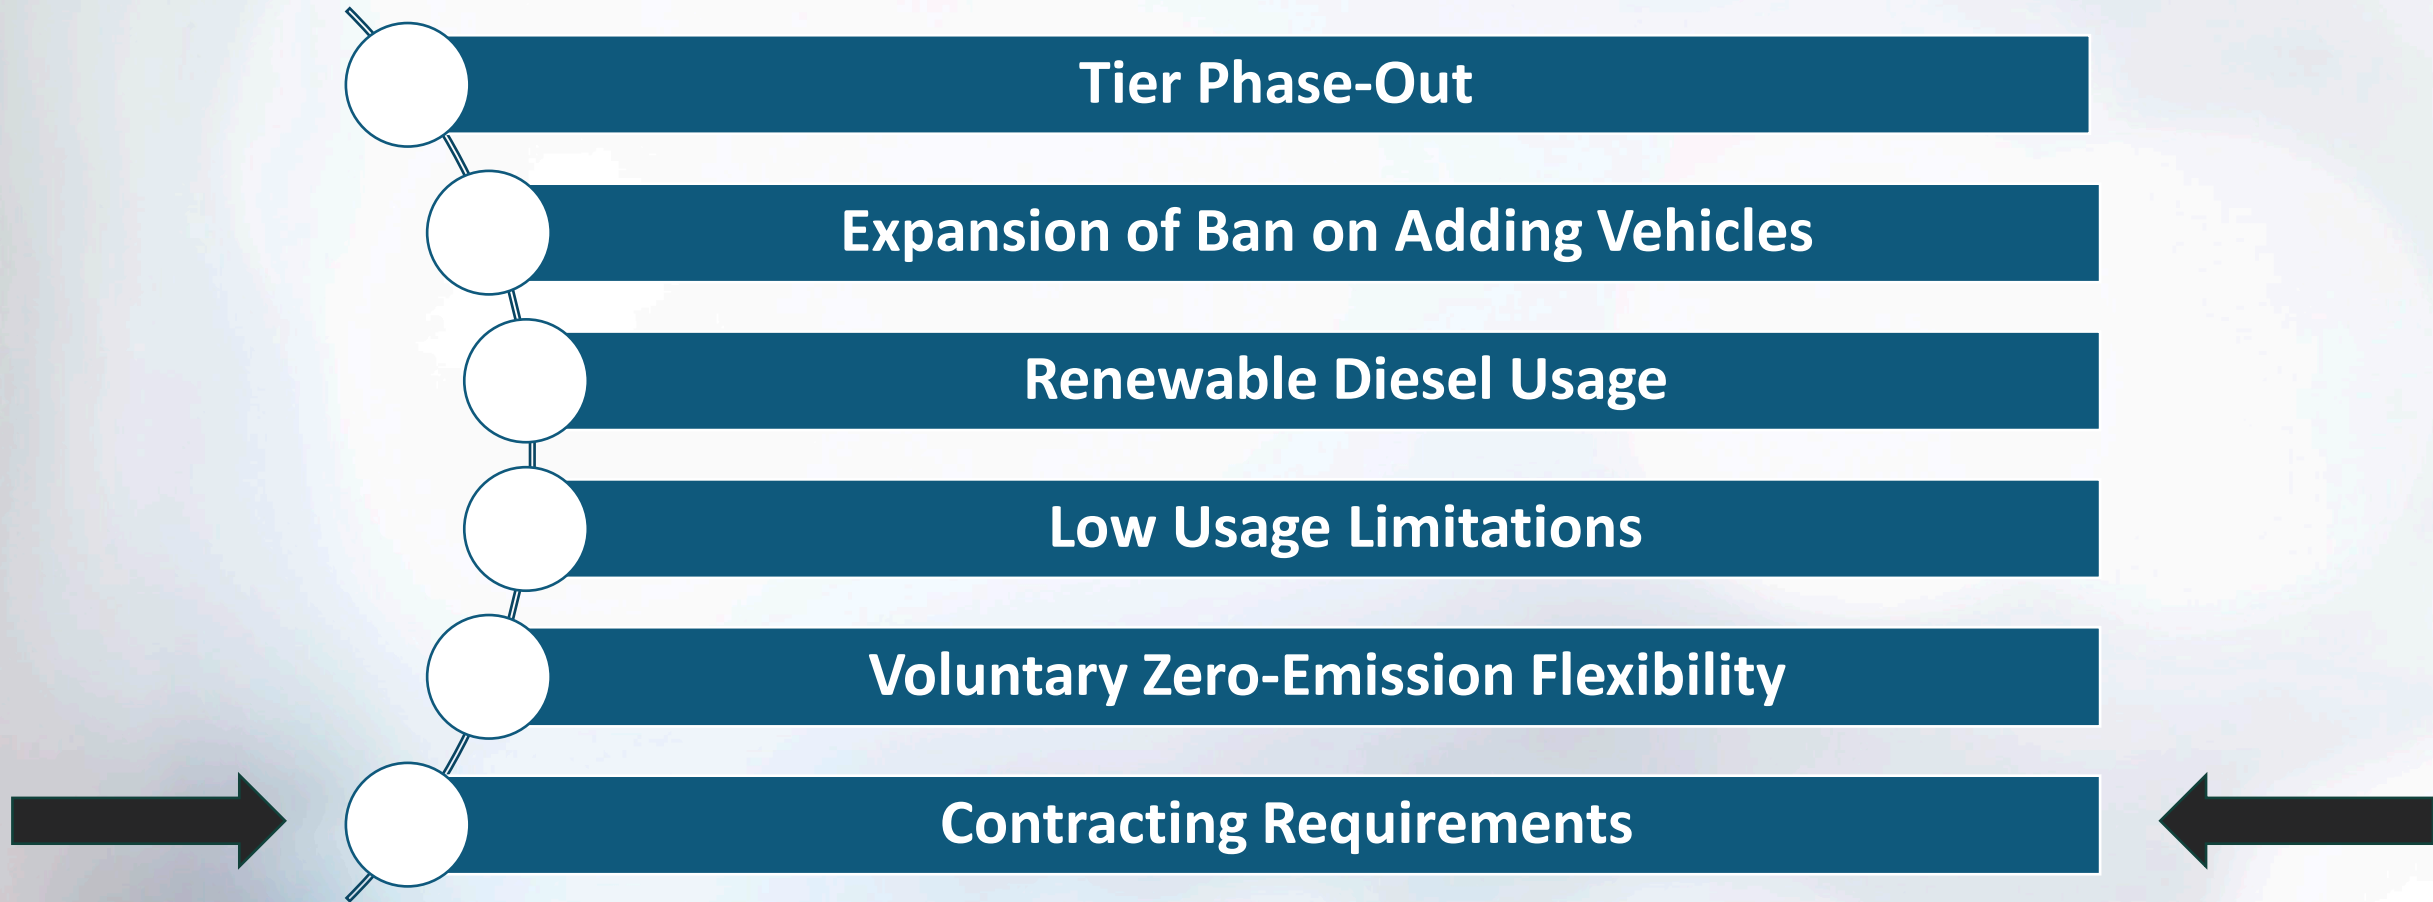 Tier Phase-Out
Expansion of Ban on Adding Vehicles
Renewable Diesel Usage
Low Usage Limitations
Voluntary Zero-Emission Flexibility
Contracting Requirements